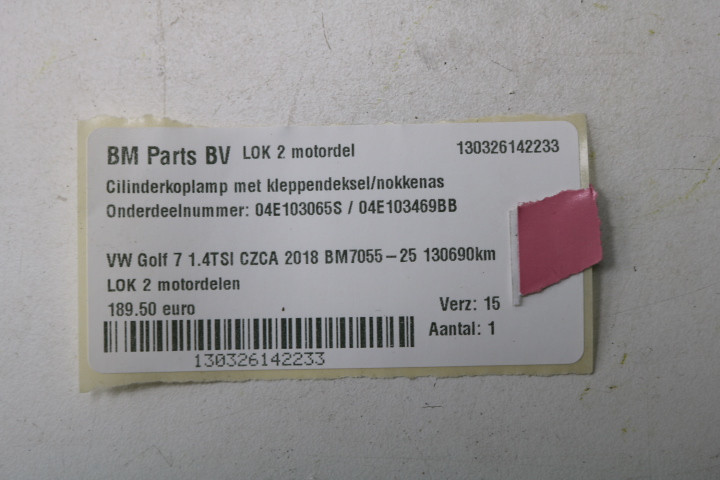 BM Parts BV LOK 2 motordel 130326142233
Cilinderkoplamp met kleppendeksel/nokkenas
Onderdeelnummer: 04E103065S / 04E103469BB
VW Golf 7 1.4TSI CZCA 2018 BM7055-25 130690km
LOK 2 motordelen
189.50 euro Verz: 15
Aantal: 1
130326142233